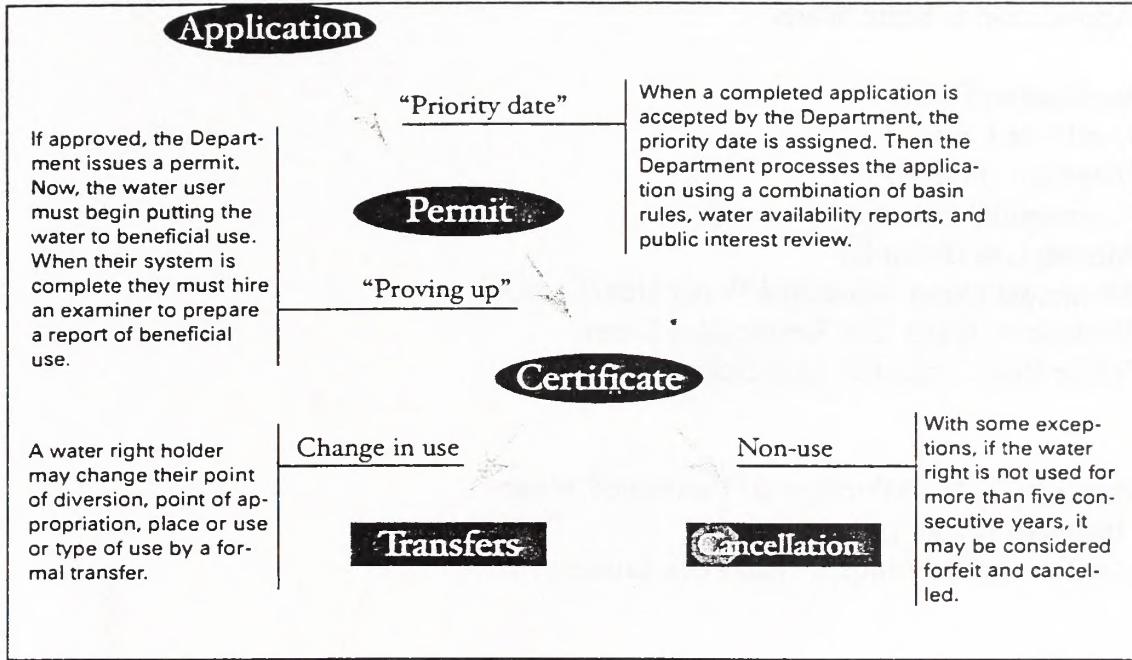 Application
"Priority date"
When a completed application is
accepted by the Department, the
priority date is assigned. Then the
Department processes the applica-
tion using a combination of basin
rules, water availability reports, and
public interest review.
If approved, the Depart-
ment issues a permit.
Now, the water user
must begin putting the
water to beneficial use.
When their system is
complete they must hire
an examiner to prepare
a report of beneficial
use.
Permit
"Proving up"
Certificate
A water right holder
may change their point
of diversion, point of ap-
propriation, place or use
or type of use by a for-
mal transfer.
Change in use
Transfers
Non-use
Cancellation
With some excep-
tions, if the water
right is not used for
more than five con-
secutive years, it
may be considered
forfeit and cancel-
led.